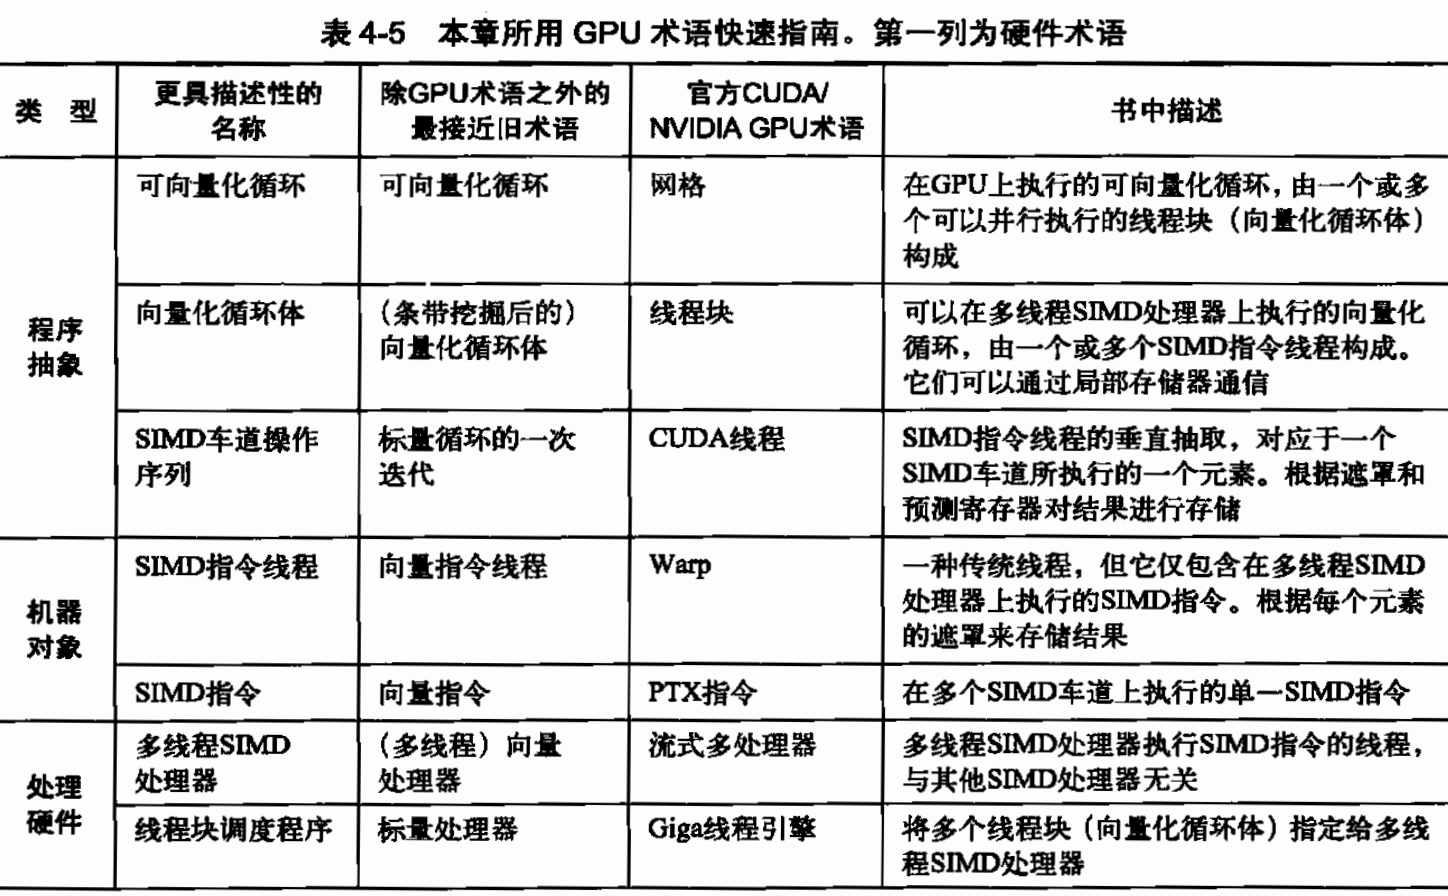 表 4-5 本章所用 GPU 术语快速指南。第一列为硬件术语
类 型
更具描述性的
名称
除GPU术语之外的
最接近旧术语
官方CUDA/
NVIDIA GPU术语
书中描述
程序
抽象
可向量化循环
可向量化循环
网格
在GPU上执行的可向量化循环，由一个或多
个可以并行执行的线程块（向量化循环体）
构成
向量化循环体
（条带挖掘后的）
向量化循环体
线程块
可以在多线程SIMD处理器上执行的向量化
循环，由一个或多个SIMD指令线程构成。
它们可以通过局部存储器通信
SIMD车道操作
序列
标量循环的一次
迭代
CUDA线程
SIMD指令线程的垂直抽取，对应于一个
SIMD车道所执行的一个元素。根据遮罩和
预测寄存器对结果进行存储
机器
对象
SIMD指令线程
向量指令线程
Warp
一种传统线程，但它仅包含在多线程SIMD
处理器上执行的SIMD指令。根据每个元素
的遮罩来存储结果
SIMD指令
向量指令
PTX指令
在多个SIMD车道上执行的单一SIMD指令
处理
硬件
多线程SIMD
处理器
（多线程）向量
处理器
流式多处理器
多线程SIMD处理器执行SIMD指令的线程，
与其他SIMD处理器无关
线程块调度程序
标量处理器
Giga线程引擎
将多个线程块（向量化循环体）指定给多线
程SIMD处理器